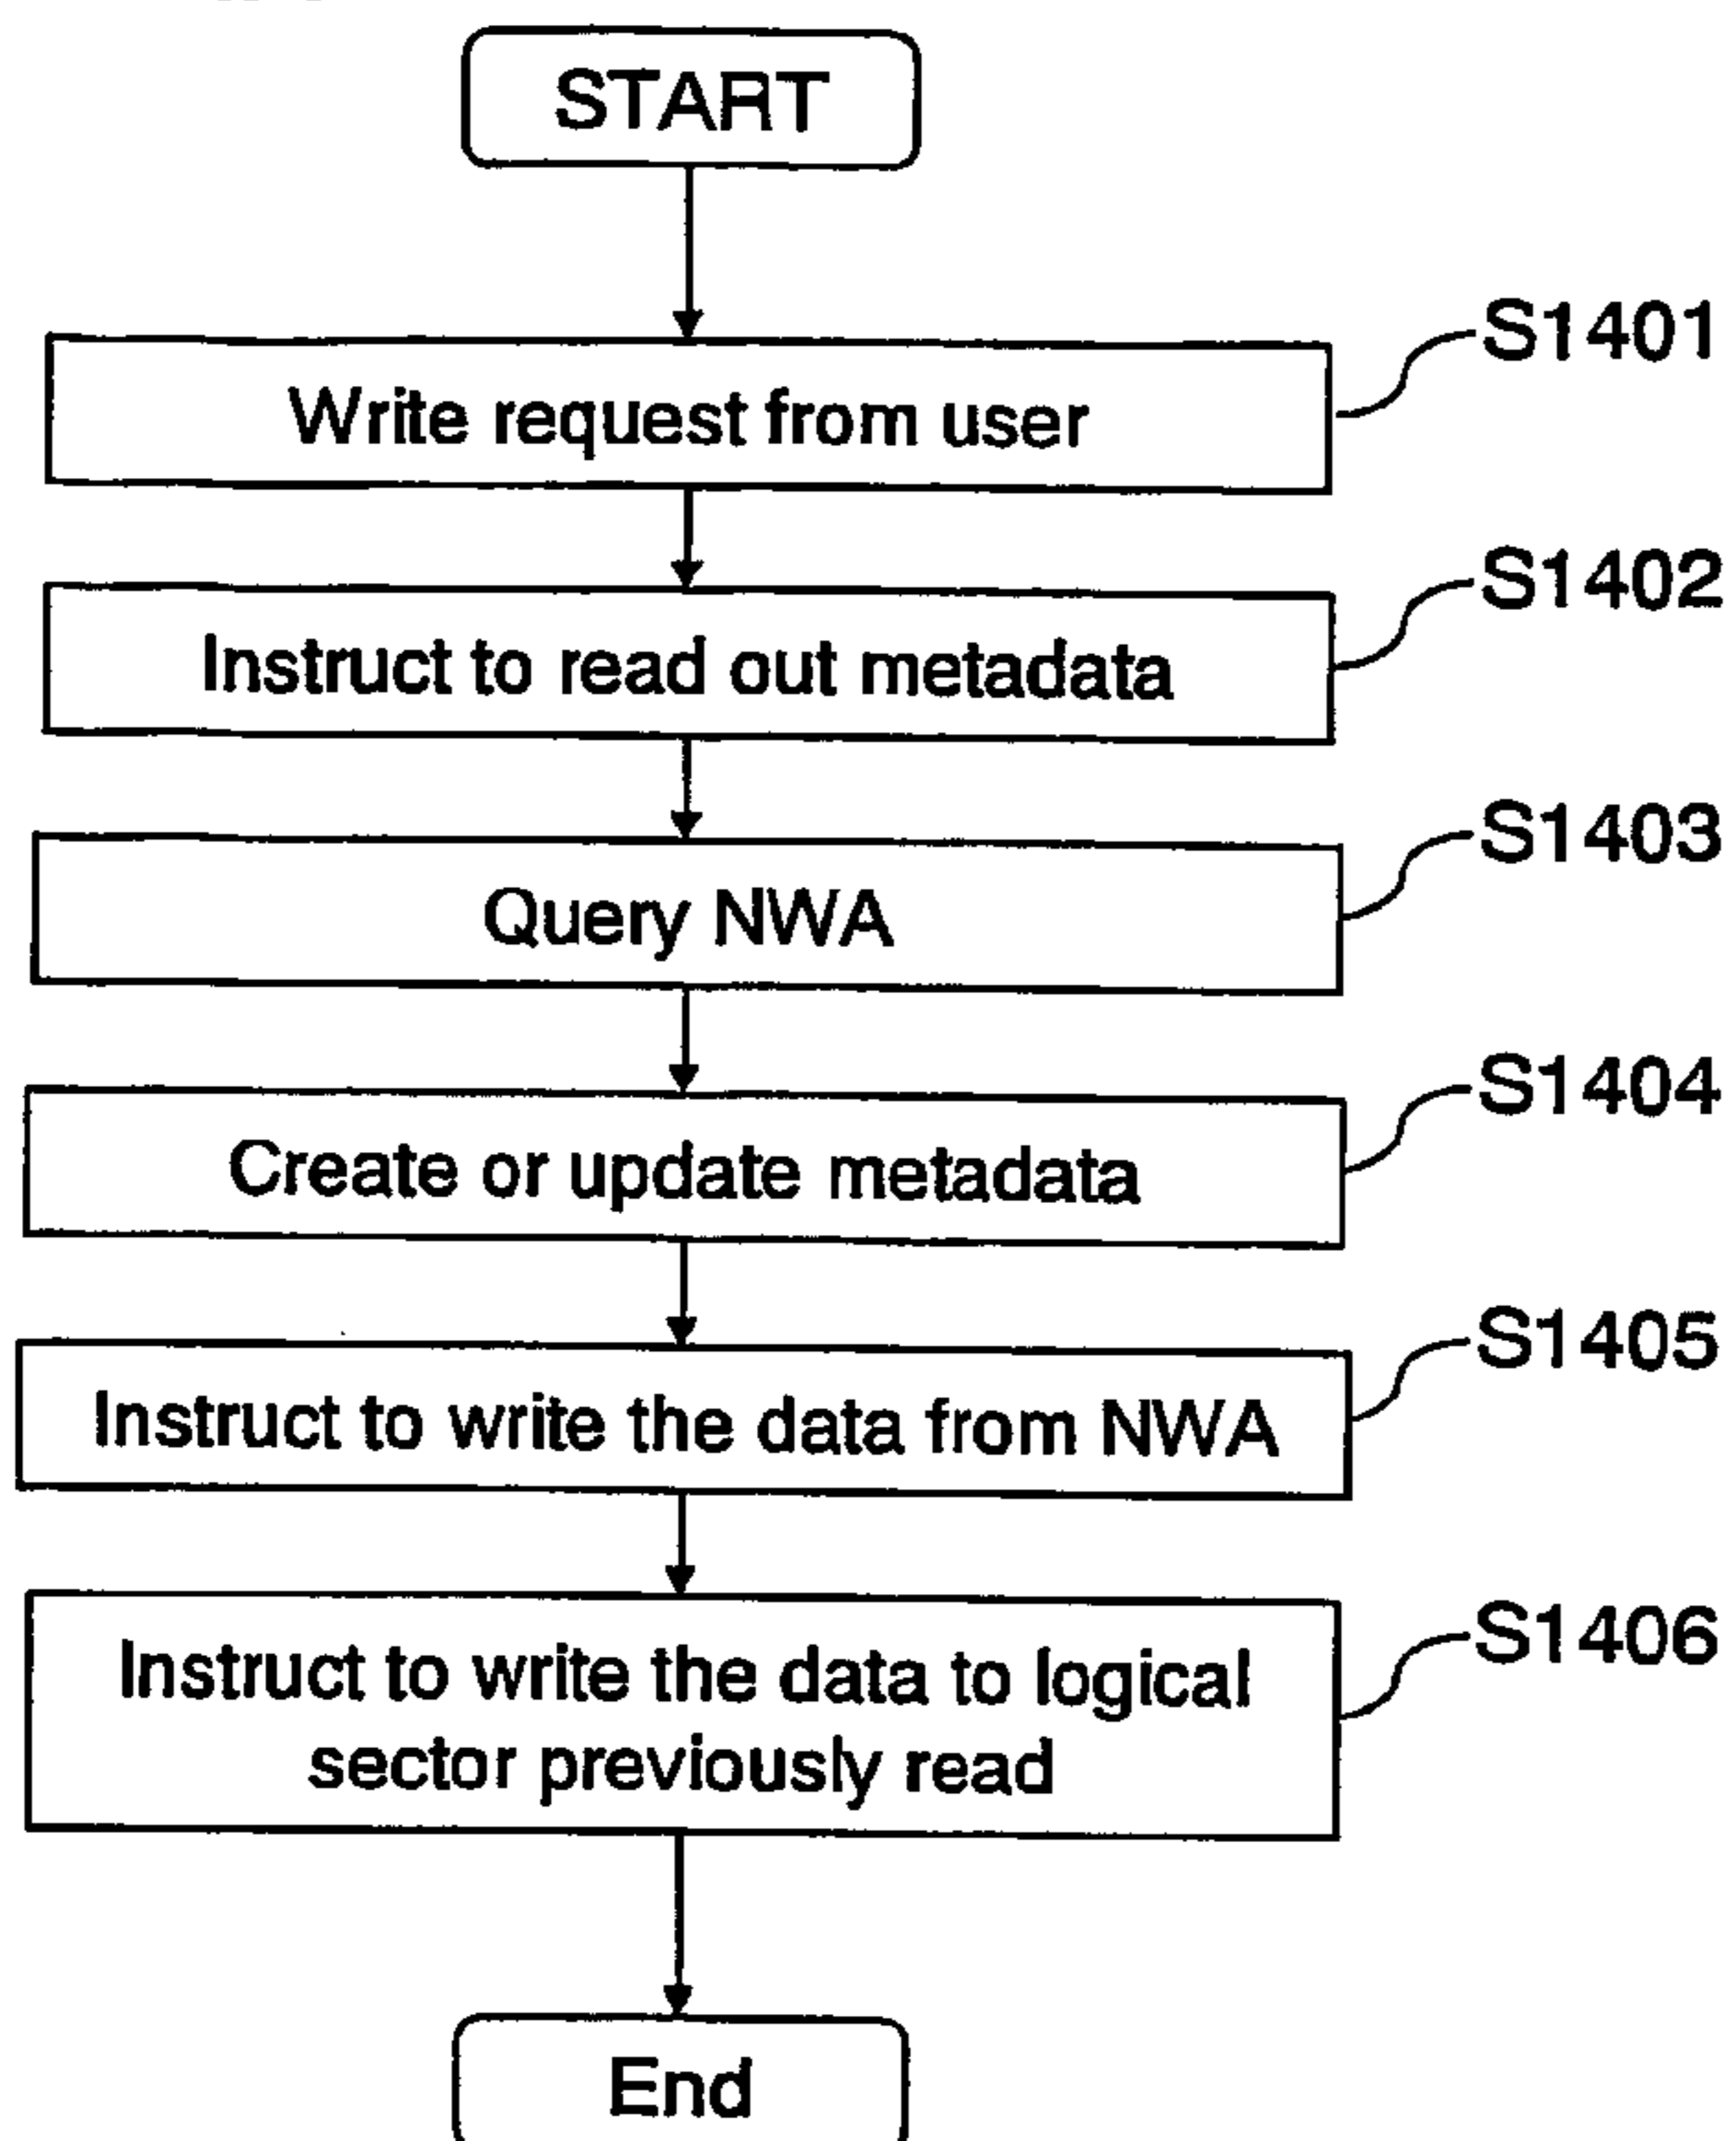 START
Write request from user
S1401
Instruct to read out metadata
S1402
Query NWA
S1403
Create or update metadata
S1404
Instruct to write the data from NWA
S1405
Instruct to write the data to logical
sector previously read
S1406
End